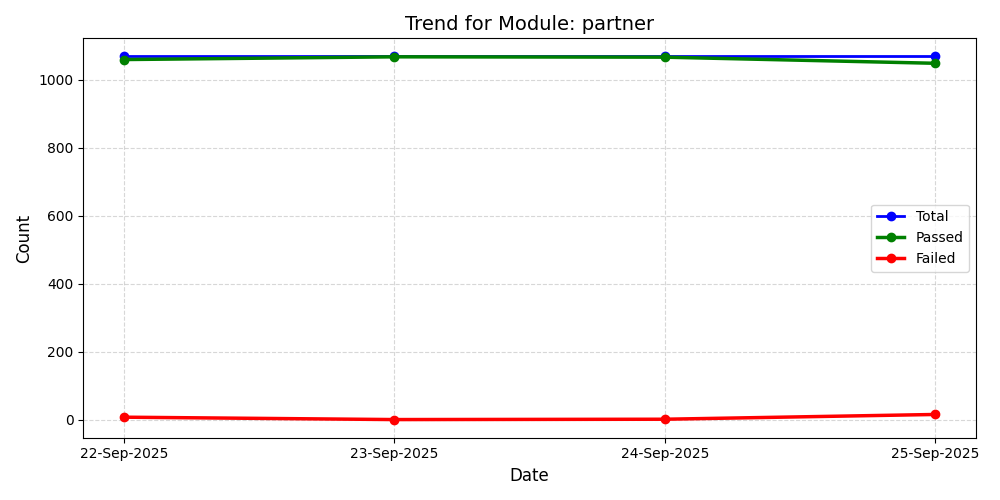 Trend for Module: partner
1000
800
600
400
200
0
Count
Total
Passed
Failed
22-Sep-2025
23-Sep-2025
24-Sep-2025
25-Sep-2025
Date